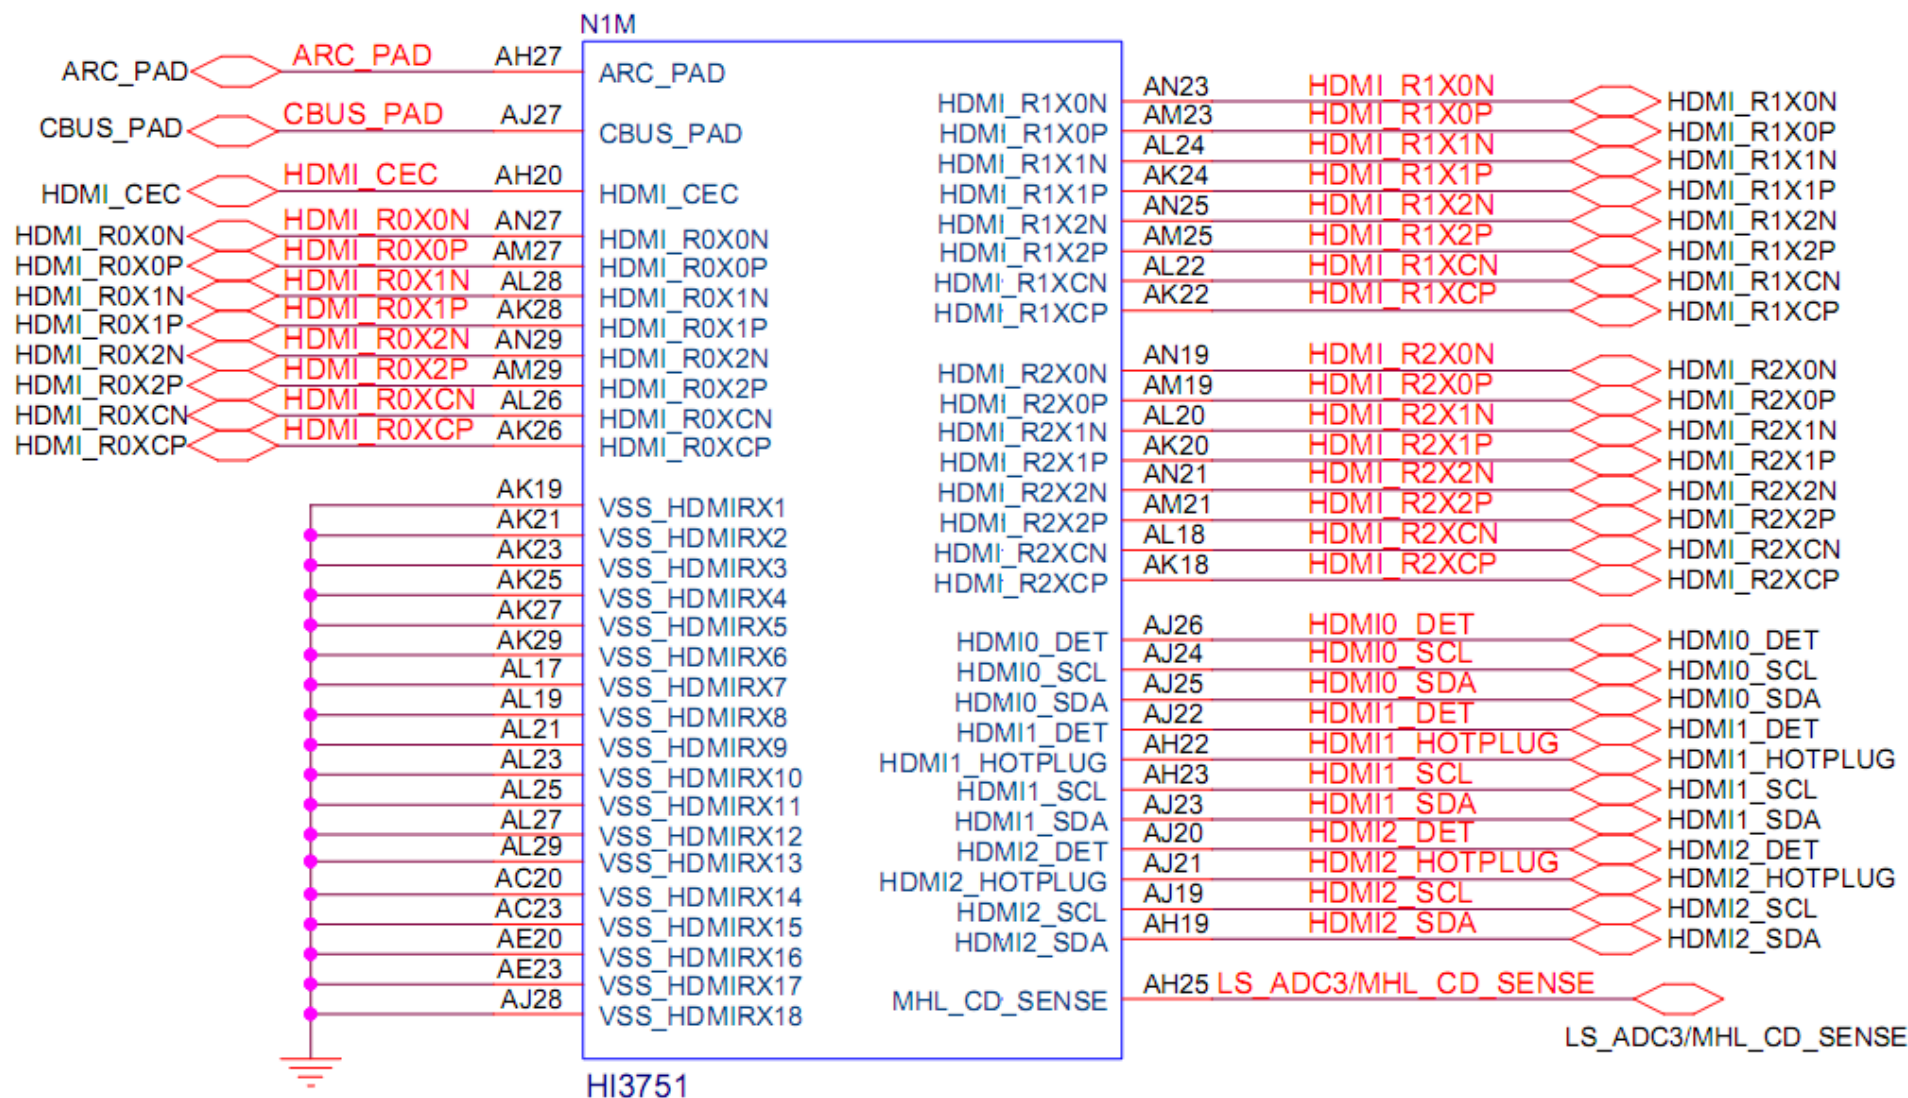 N1M
ARC_PAD ARC_PAD AH27 ARC_PAD
CBUS_PAD CBUS_PAD AJ27 CBUS_PAD
HDMI_CEC HDMI_CEC AH20 HDMI_CEC
HDMI_R0X0N HDMI_R0X0N AN27 HDMI_R0X0N
HDMI_R0X0P HDMI_R0X0P AM27 HDMI_R0X0P
HDMI_R0X1N HDMI_R0X1N AL28 HDMI_R0X1N
HDMI_R0X1P HDMI_R0X1P AK28 HDMI_R0X1P
HDMI_R0X2N HDMI_R0X2N AN29 HDMI_R0X2N
HDMI_R0X2P HDMI_R0X2P AM29 HDMI_R0X2P
HDMI_R0XCN HDMI_R0XCN AL26 HDMI_R0XCN
HDMI_R0XCP HDMI_R0XCP AK26 HDMI_R0XCP
AK19 VSS_HDMIRX1
AK21 VSS_HDMIRX2
AK23 VSS_HDMIRX3
AK25 VSS_HDMIRX4
AK27 VSS_HDMIRX5
AK29 VSS_HDMIRX6
AL17 VSS_HDMIRX7
AL19 VSS_HDMIRX8
AL21 VSS_HDMIRX9
AL23 VSS_HDMIRX10
AL25 VSS_HDMIRX11
AL27 VSS_HDMIRX12
AL29 VSS_HDMIRX13
AC20 VSS_HDMIRX14
AC23 VSS_HDMIRX15
AE20 VSS_HDMIRX16
AE23 VSS_HDMIRX17
AJ28 VSS_HDMIRX18
HDMI_R1X0N AN23 HDMI_R1X0N HDMI_R1X0N
HDMI_R1X0P AM23 HDMI_R1X0P HDMI_R1X0P
HDMI_R1X1N AL24 HDMI_R1X1N HDMI_R1X1N
HDMI_R1X1P AK24 HDMI_R1X1P HDMI_R1X1P
HDMI_R1X2N AN25 HDMI_R1X2N HDMI_R1X2N
HDMI_R1X2P AM25 HDMI_R1X2P HDMI_R1X2P
HDMI_R1XCN AL22 HDMI_R1XCN HDMI_R1XCN
HDMI_R1XCP AK22 HDMI_R1XCP HDMI_R1XCP
HDMI_R2X0N AN19 HDMI_R2X0N HDMI_R2X0N
HDMI_R2X0P AM19 HDMI_R2X0P HDMI_R2X0P
HDMI_R2X1N AL20 HDMI_R2X1N HDMI_R2X1N
HDMI_R2X1P AK20 HDMI_R2X1P HDMI_R2X1P
HDMI_R2X2N AN21 HDMI_R2X2N HDMI_R2X2N
HDMI_R2X2P AM21 HDMI_R2X2P HDMI_R2X2P
HDMI_R2XCN AL18 HDMI_R2XCN HDMI_R2XCN
HDMI_R2XCP AK18 HDMI_R2XCP HDMI_R2XCP
HDMI0_DET AJ26 HDMI0_DET HDMI0_DET
HDMI0_SCL AJ24 HDMI0_SCL HDMI0_SCL
HDMI0_SDA AJ25 HDMI0_SDA HDMI0_SDA
HDMI1_DET AJ22 HDMI1_DET HDMI1_DET
HDMI1_HOTPLUG AH22 HDMI1_HOTPLUG HDMI1_HOTPLUG
HDMI1_SCL AH23 HDMI1_SCL HDMI1_SCL
HDMI1_SDA AJ23 HDMI1_SDA HDMI1_SDA
HDMI2_DET AJ20 HDMI2_DET HDMI2_DET
HDMI2_HOTPLUG AJ21 HDMI2_HOTPLUG HDMI2_HOTPLUG
HDMI2_SCL AJ19 HDMI2_SCL HDMI2_SCL
HDMI2_SDA AH19 HDMI2_SDA HDMI2_SDA
MHL_CD_SENSE AH25 LS_ADC3/MHL_CD_SENSE
LS_ADC3/MHL_CD_SENSE
HI3751